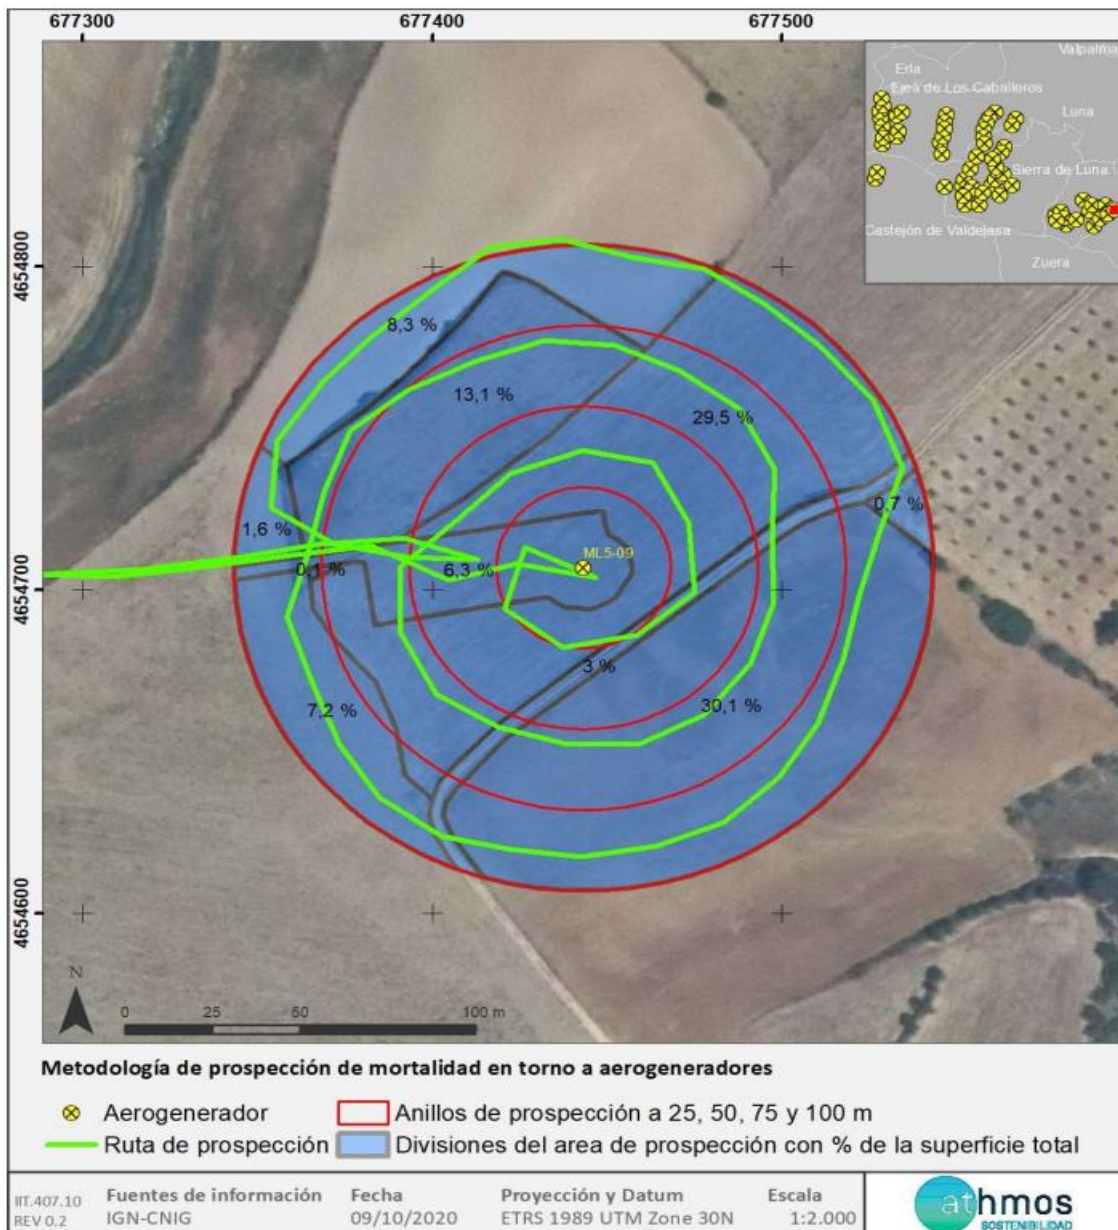 677300 677400 677500
4654800
4654700
4654600
Valpalma
Erla
Ejea de Los Caballeros
Luna
Sierra de Luna
Castejón de Valdejasa
Zuera
8,3 %
13,1 %
29,5 %
0,7 %
1,6 %
ML5-09
0,1 %
6,3 %
3 %
7,2 %
30,1 %
N
0 25 50 100 m
Metodología de prospección de mortalidad en torno a aerogeneradores
Aerogenerador Anillos de prospección a 25, 50, 75 y 100 m
Ruta de prospección Divisiones del area de prospección con % de la superficie total
IIT.407.10 Fuentes de información Fecha Proyección y Datum Escala
REV 0.2 IGN-CNIG 09/10/2020 ETRS 1989 UTM Zone 30N 1:2.000
athmos
SOSTENIBILIDAD